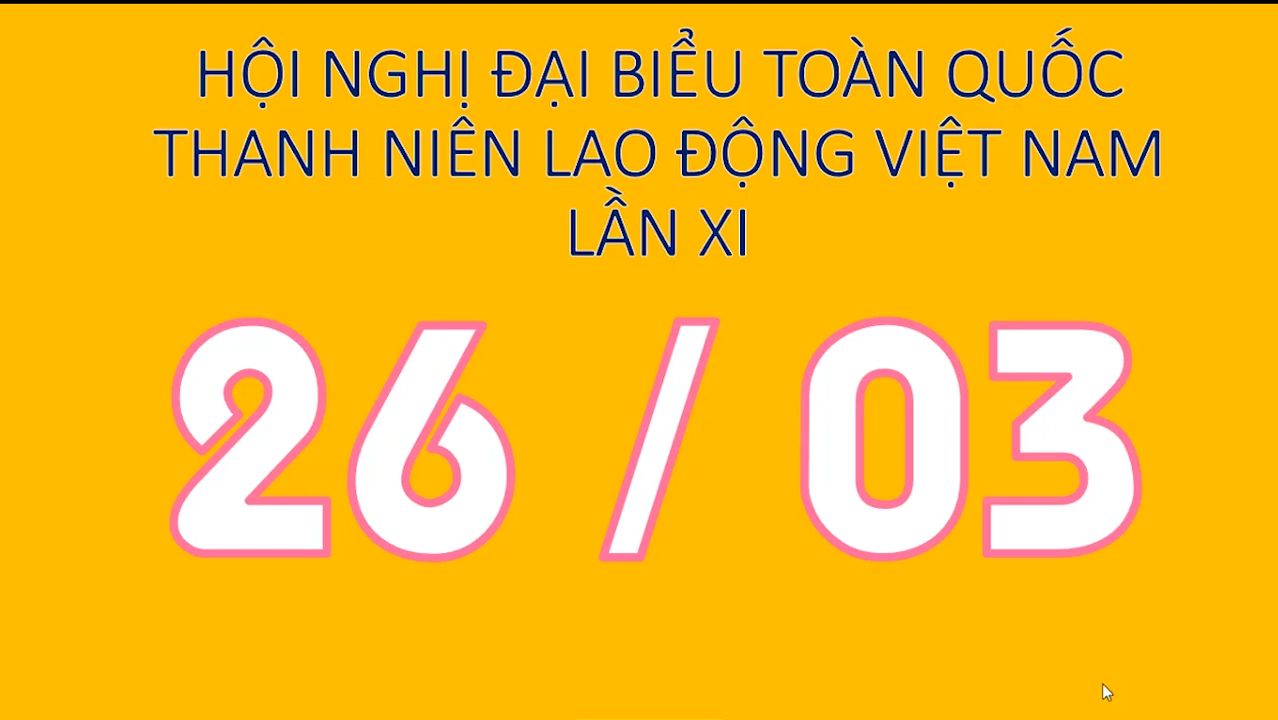 HỘI NGHỊ ĐẠI BIỂU TOÀN QUỐC
THANH NIÊN LAO ĐỘNG VIỆT NAM
LẦN XI
26 / 03